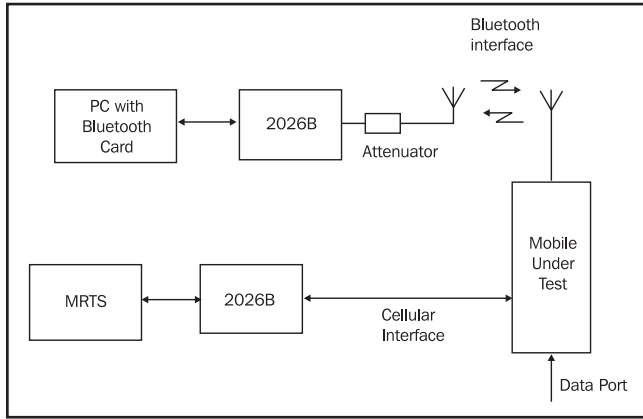 Bluetooth
interface
PC with
Bluetooth
Card
2026B
Attenuator
Mobile
Under
Test
MRTS
2026B
Cellular
Interface
Data Port